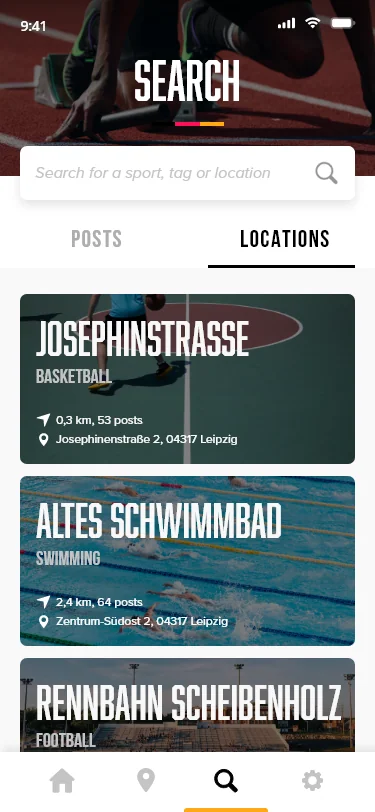 9:41
SEARCH
Search for a sport, tag or location
POSTS
LOCATIONS
JOSEPHINSTRASSE
BASKETBALL
0,3 km, 53 posts
Josephinenstraße 2, 04317 Leipzig
ALTES SCHWIMMBAD
SWIMMING
2,4 km, 64 posts
Zentrum-Südost 2, 04317 Leipzig
RENNBAHN SCHEIBENHOLZ
FOOTBALL